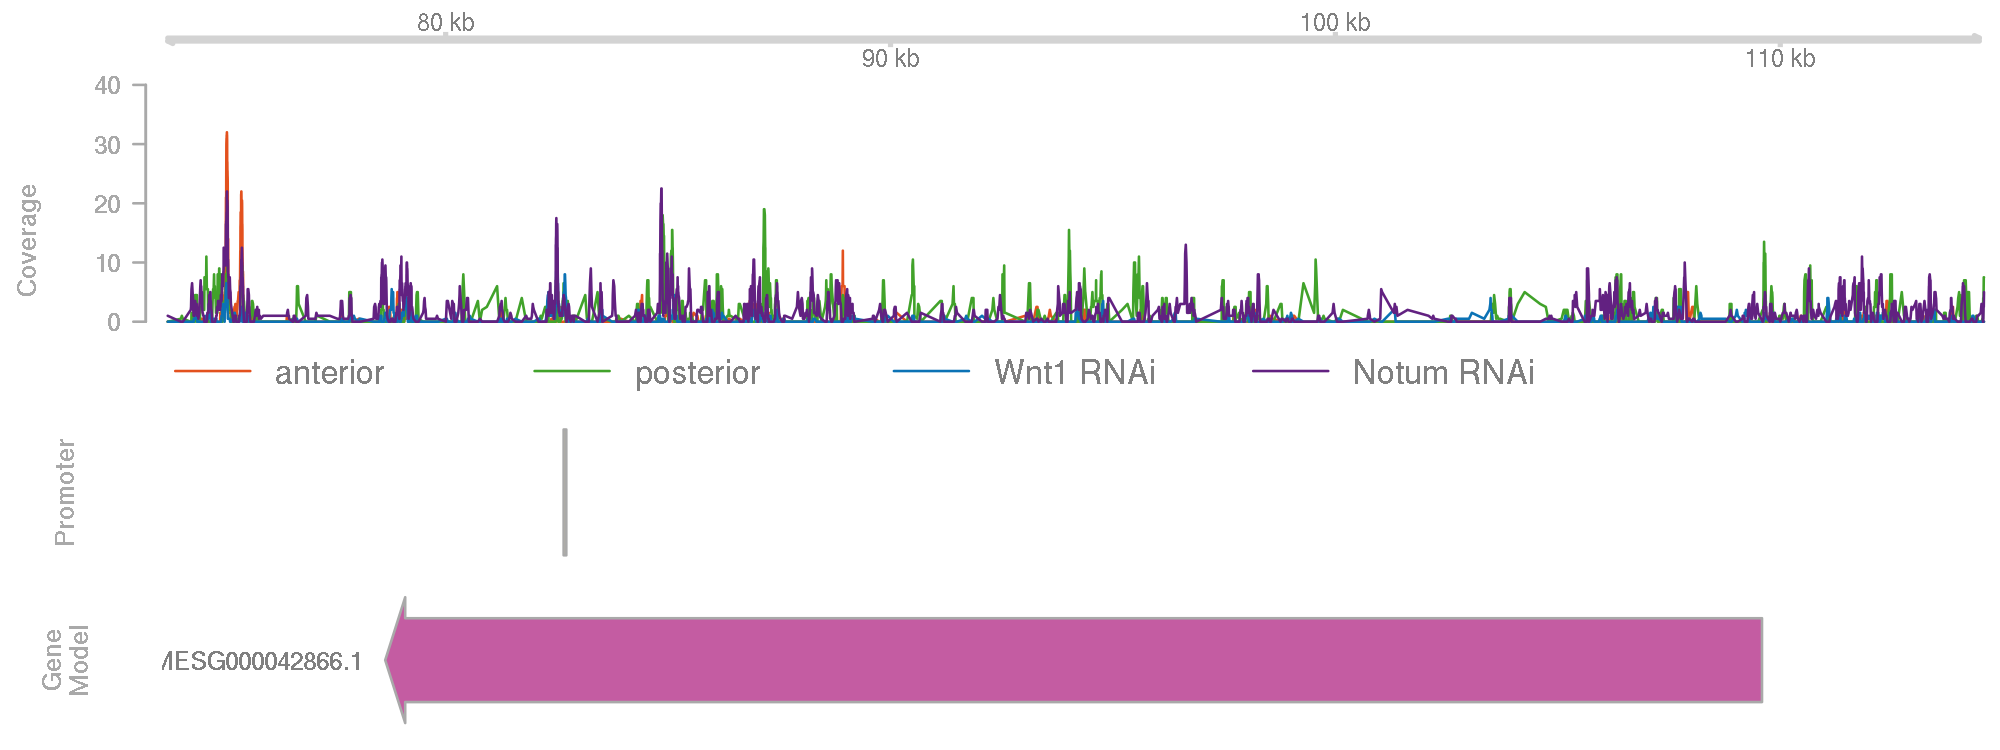 80 kb
100 kb
90 kb
110 kb
40
30
20
10
0
Coverage
anterior
posterior
Wnt1 RNAi
Notum RNAi
Promoter
Gene
Model
MESG000042866.1